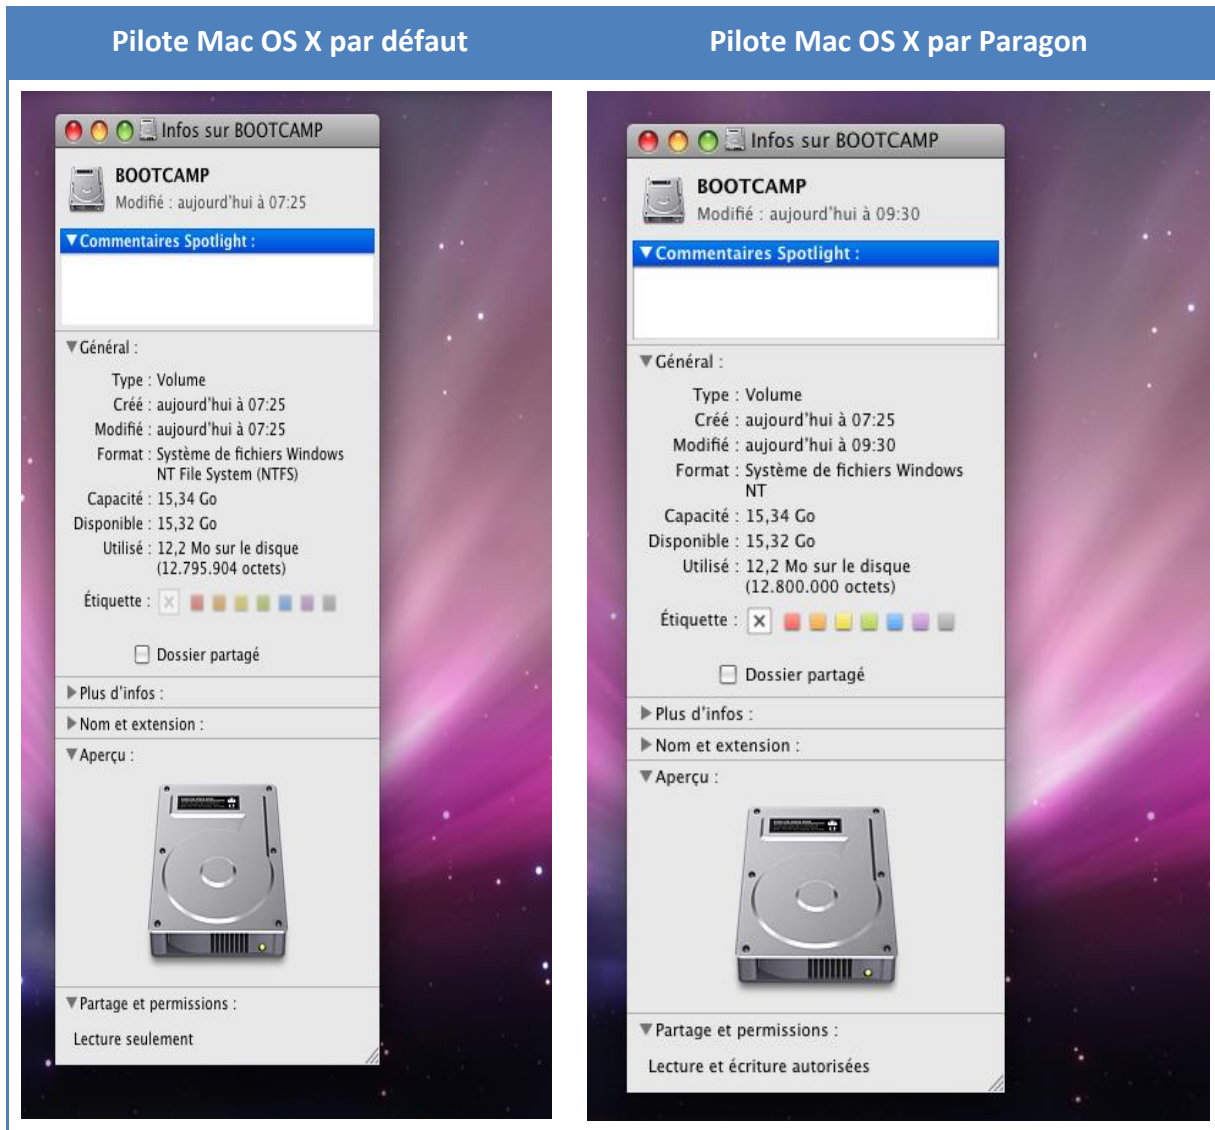 Pilote Mac OS X par défaut
Pilote Mac OS X par Paragon
Infos sur BOOTCAMP
BOOTCAMP
Modifié : aujourd'hui à 07:25
Commentaires Spotlight :
Général :
Type : Volume
Créé : aujourd'hui à 07:25
Modifié : aujourd'hui à 07:25
Format : Système de fichiers Windows
NT File System (NTFS)
Capacité : 15,34 Go
Disponible : 15,32 Go
Utilisé : 12,2 Mo sur le disque
(12.795.904 octets)
Étiquette :
Dossier partagé
Plus d'infos :
Nom et extension :
Aperçu :
Partage et permissions :
Lecture seulement
Infos sur BOOTCAMP
BOOTCAMP
Modifié : aujourd'hui à 09:30
Commentaires Spotlight :
Général :
Type : Volume
Créé : aujourd'hui à 07:25
Modifié : aujourd'hui à 09:30
Format : Système de fichiers Windows
NT
Capacité : 15,34 Go
Disponible : 15,32 Go
Utilisé : 12,2 Mo sur le disque
(12.800.000 octets)
Étiquette :
Dossier partagé
Plus d'infos :
Nom et extension :
Aperçu :
Partage et permissions :
Lecture et écriture autorisées